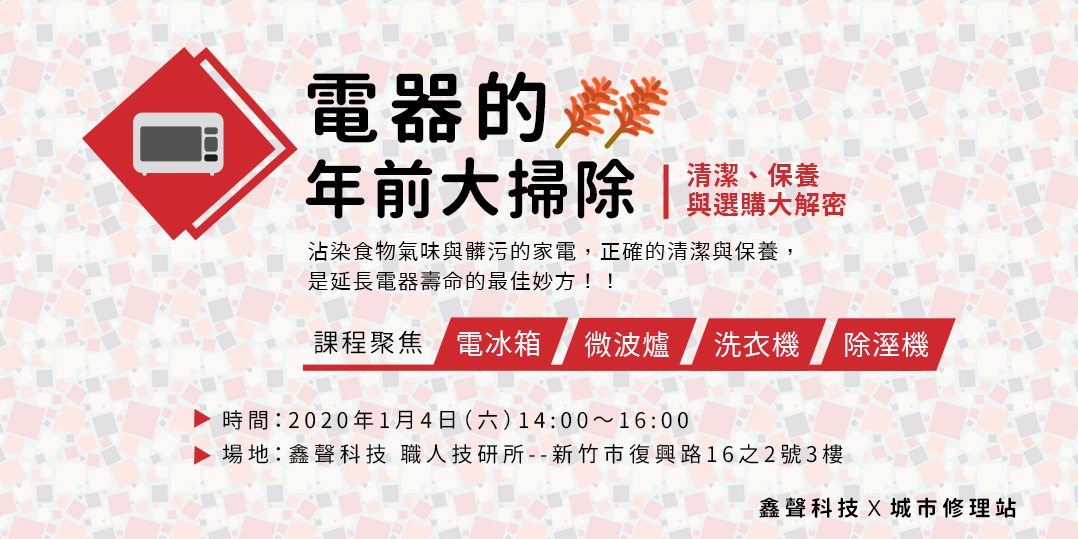 電器的
年前大掃除
清潔、保養
與選購大解密
沾染食物氣味與髒污的家電，正確的清潔與保養，
是延長電器壽命的最佳妙方！！
課程聚焦 電冰箱 微波爐 洗衣機 除溼機
時間：2020年1月4日(六)14:00～16:00
場地：鑫聲科技 職人技研所--新竹市復興路16之2號3樓
鑫聲科技 X 城市修理站